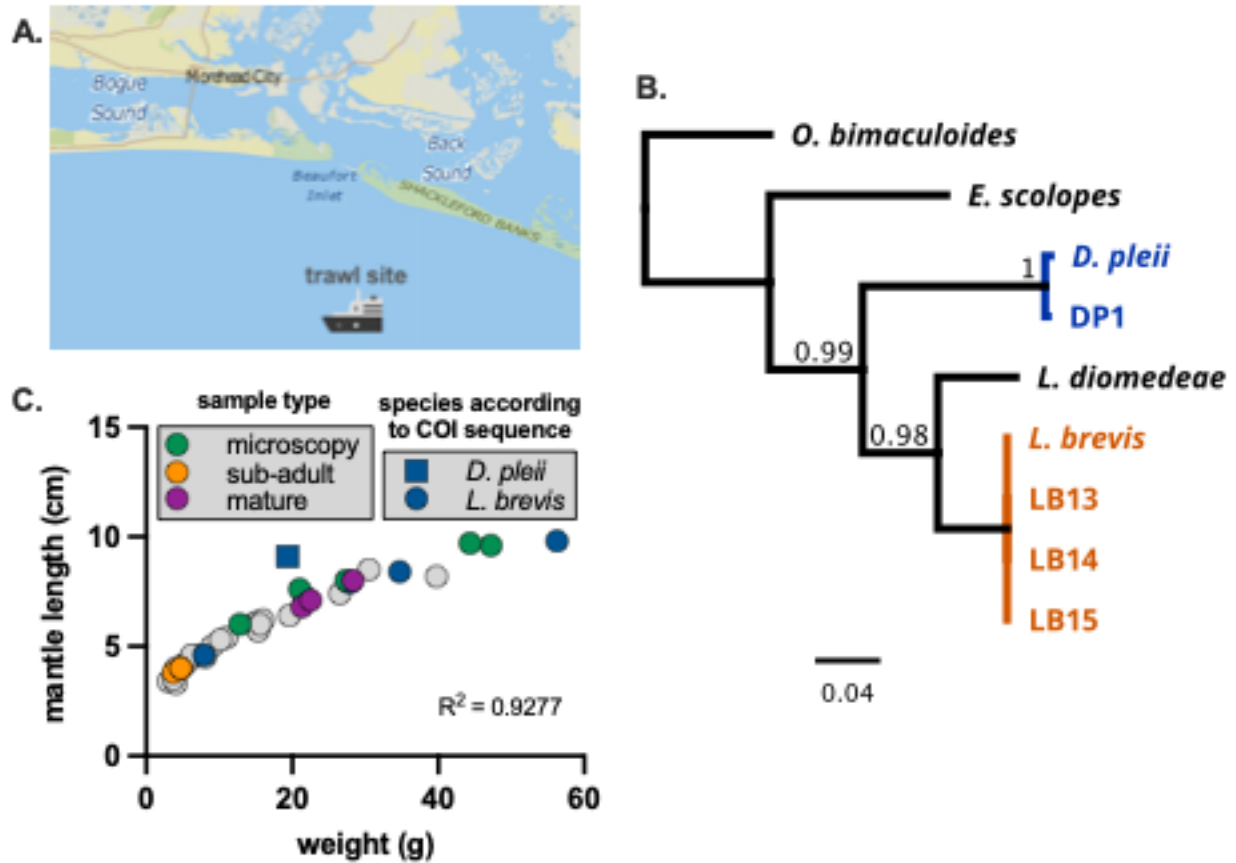 A.
Bogue
Sound
Morehead City
Back
Sound
Beaufort
Inlet
SHACKLEFORD BANKS
trawl site
B.
O. bimaculoides
E. scolopes
1
D. pleii
DP1
0.99
L. diomedeae
0.98
L. brevis
LB13
LB14
LB15
0.04
C.
sample type
microscopy
sub-adult
mature
species according
to COI sequence
D. pleii
L. brevis
mantle length (cm)
15
10
5
0
R² = 0.9277
0 20 40 60
weight (g)